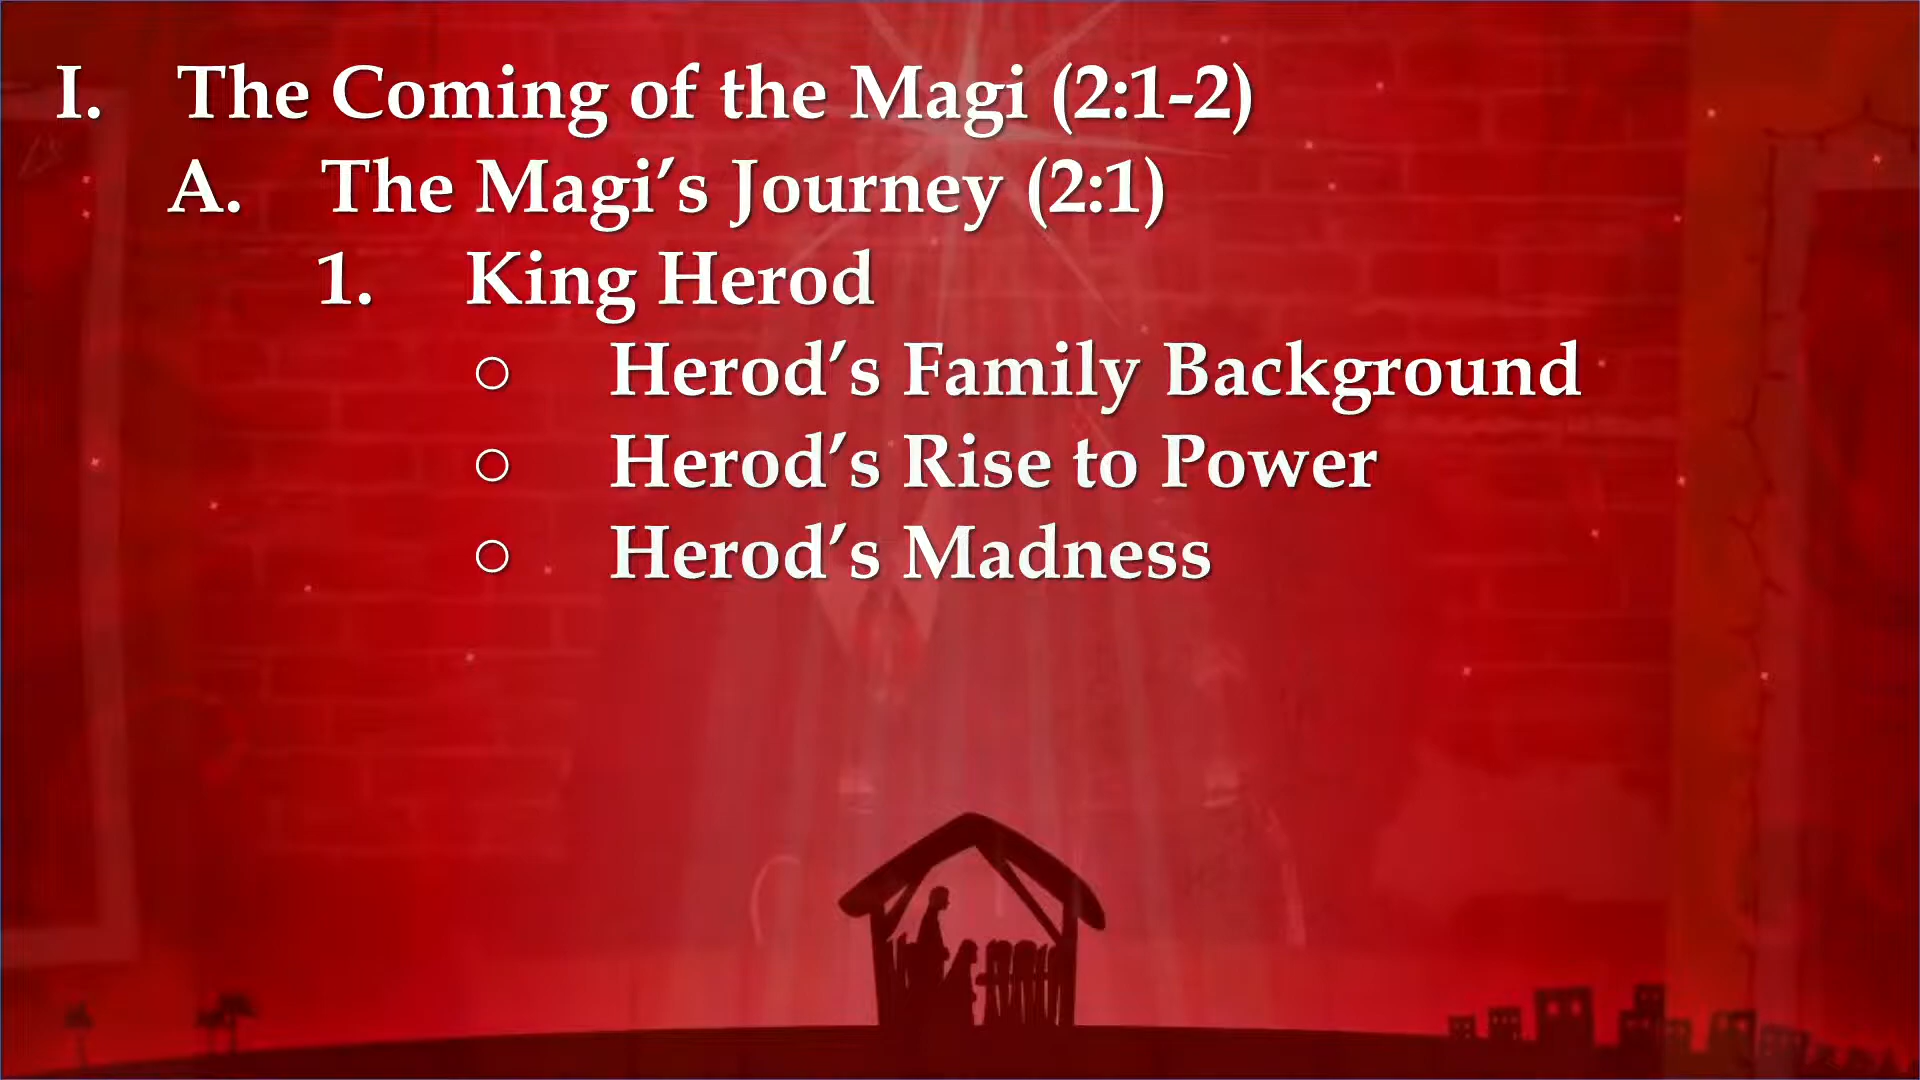 I. The Coming of the Magi (2:1-2)
A. The Magi’s Journey (2:1)
1. King Herod
○ Herod’s Family Background
○ Herod’s Rise to Power
○ Herod’s Madness